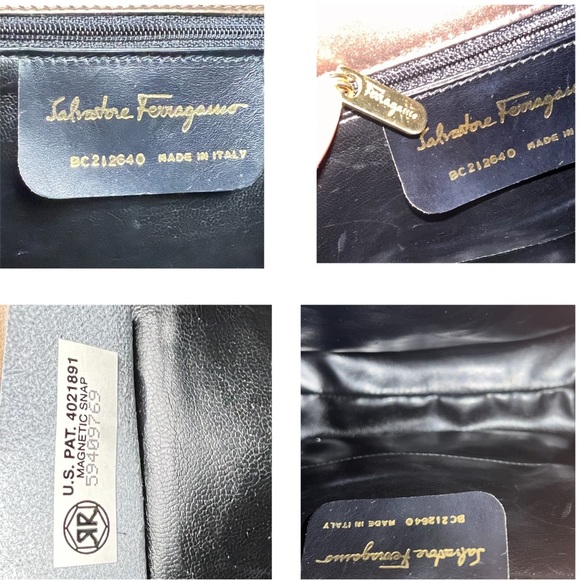 Salvatore Ferragamo
BC212640 MADE IN ITALY
Ferragamo
Salvatore Ferragamo
BC212640 MADE IN
U.S. PAT. 4021891
MAGNETIC SNAP
59409769
RR
BC212640 MADE IN ITALY
Salvatore Ferragamo